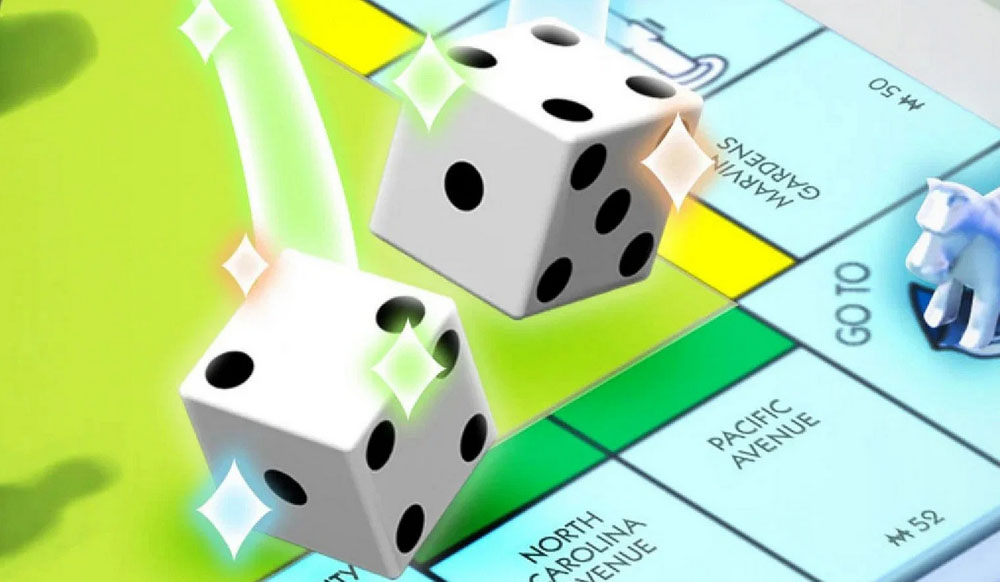 ₩ 50
MARVIN
GARDENS
GO TO
PACIFIC
AVENUE
₩ 52
NORTH
CAROLINA
AVENUE